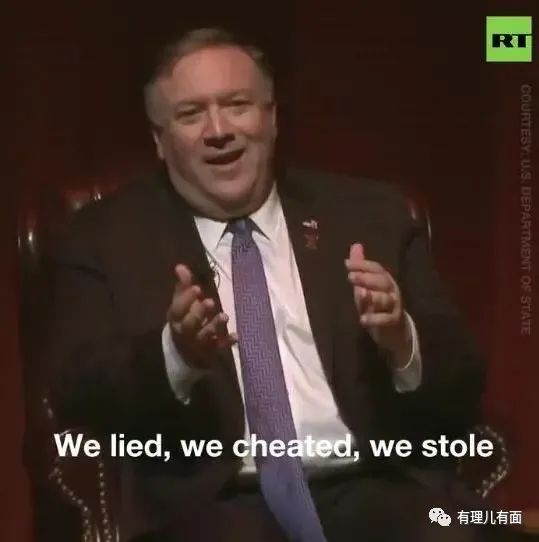 RT
COURTESY: U.S. DEPARTMENT OF STATE
We lied, we cheated, we stole
有理儿有面